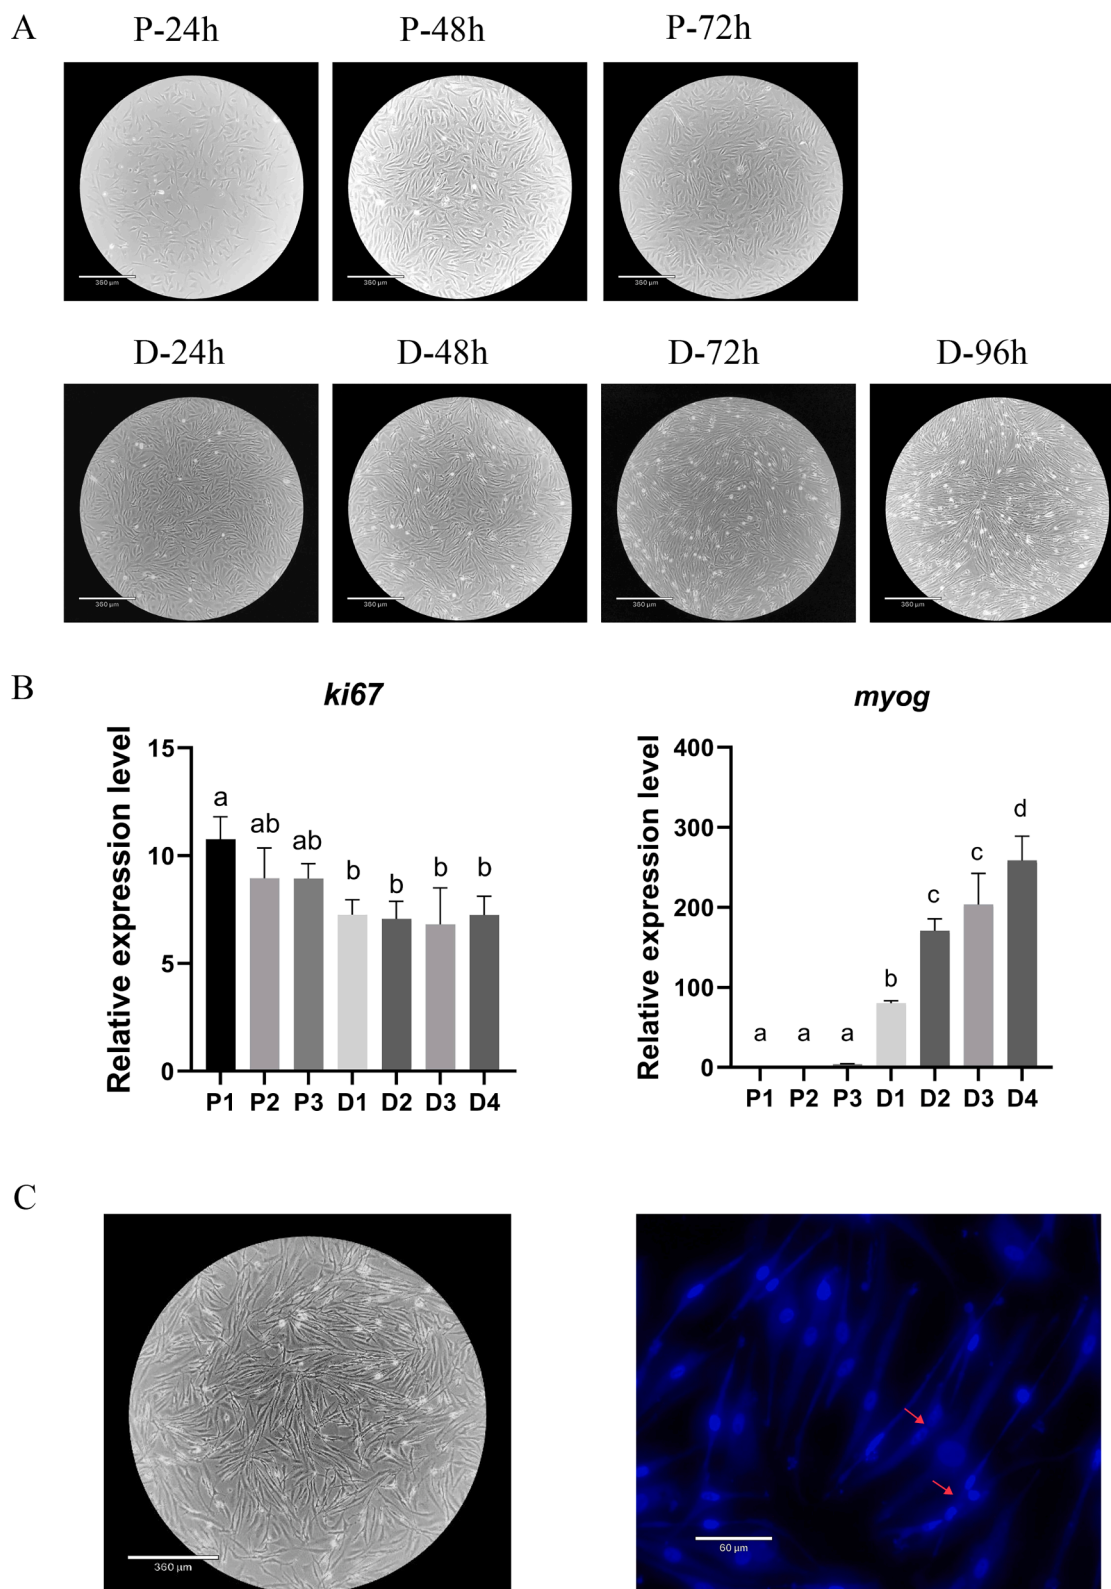 A
P-24h
P-48h
P-72h
360 µm
360 µm
360 µm
D-24h
D-48h
D-72h
D-96h
360 µm
360 µm
360 µm
360 µm
B
ki67
Relative expression level
15
10
5
0
a
ab
ab
b
b
b
b
P1
P2
P3
D1
D2
D3
D4
myog
Relative expression level
400
300
200
100
0
a
a
a
b
c
c
d
P1
P2
P3
D1
D2
D3
D4
C
360 µm
60 µm